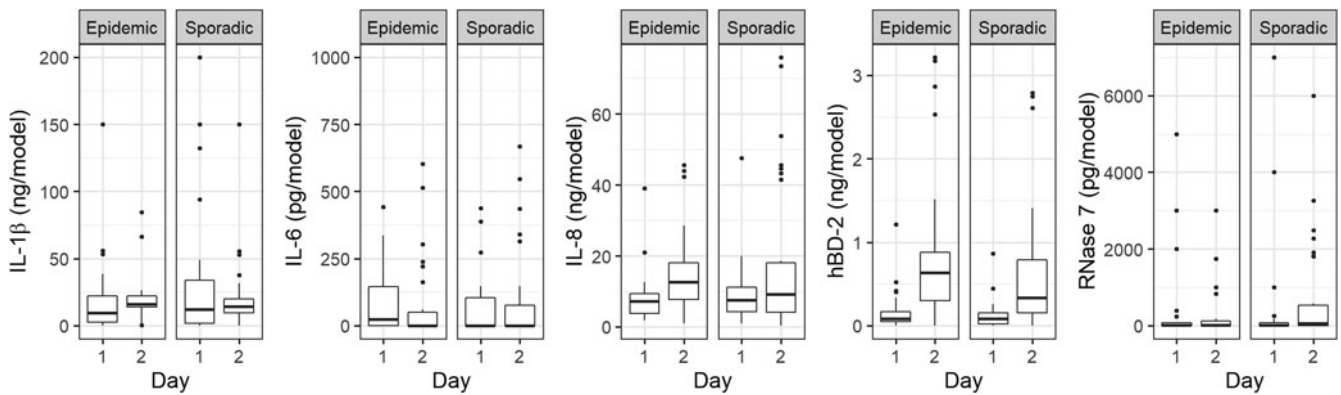 Epidemic Sporadic
IL-1β (ng/model)
200
150
100
50
0
1 2 1 2
Day
Epidemic Sporadic
IL-6 (pg/model)
1000
750
500
250
0
1 2 1 2
Day
Epidemic Sporadic
IL-8 (ng/model)
60
40
20
0
1 2 1 2
Day
Epidemic Sporadic
hBD-2 (ng/model)
3
2
1
0
1 2 1 2
Day
Epidemic Sporadic
RNase 7 (pg/model)
6000
4000
2000
0
1 2 1 2
Day